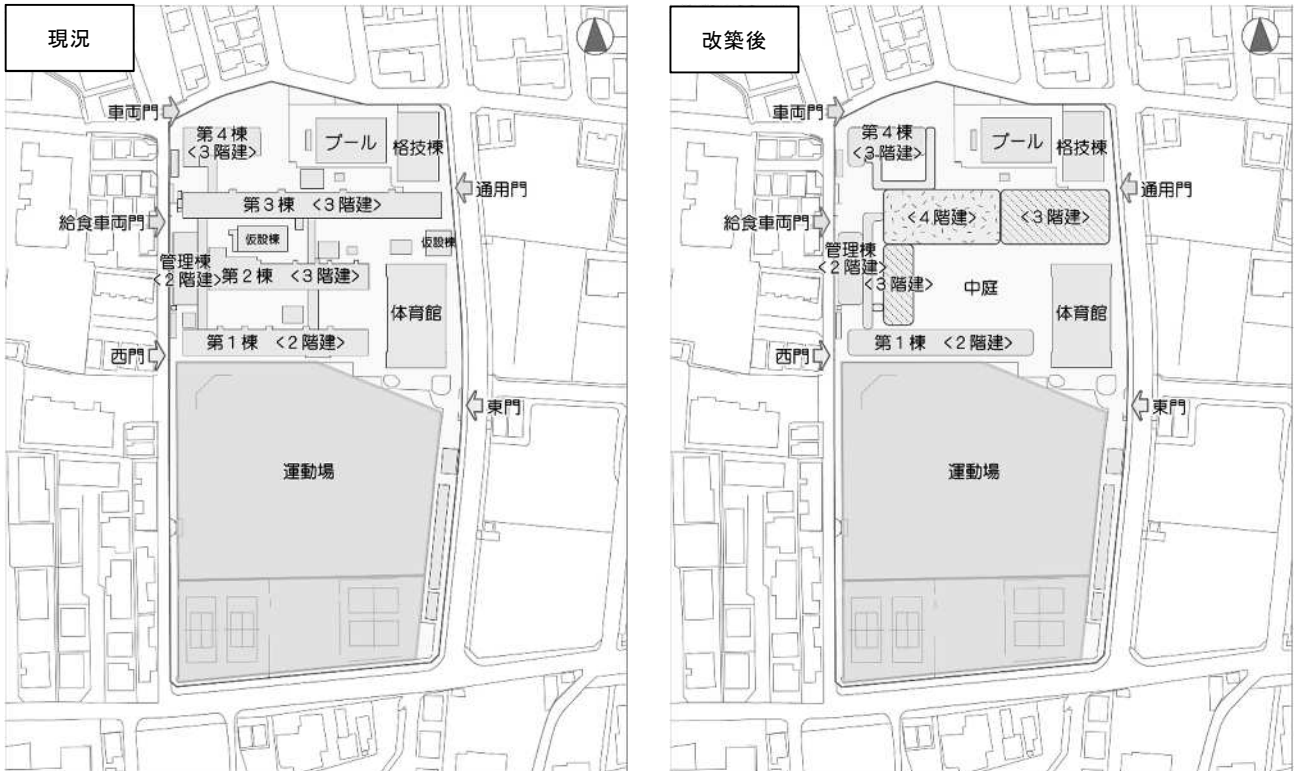 現況
車両門
第4棟
<3階建>
プール
格技棟
通用門
第3棟 <3階建>
給食車両門
仮設棟
仮設棟
管理棟
<2階建>
第2棟 <3階建>
体育館
第1棟 <2階建>
西門
東門
運動場
改築後
車両門
第4棟
<3階建>
プール
格技棟
通用門
給食車両門
<4階建>
<3階建>
管理棟
<2階建>
<3階建>
中庭
体育館
第1棟 <2階建>
西門
東門
運動場